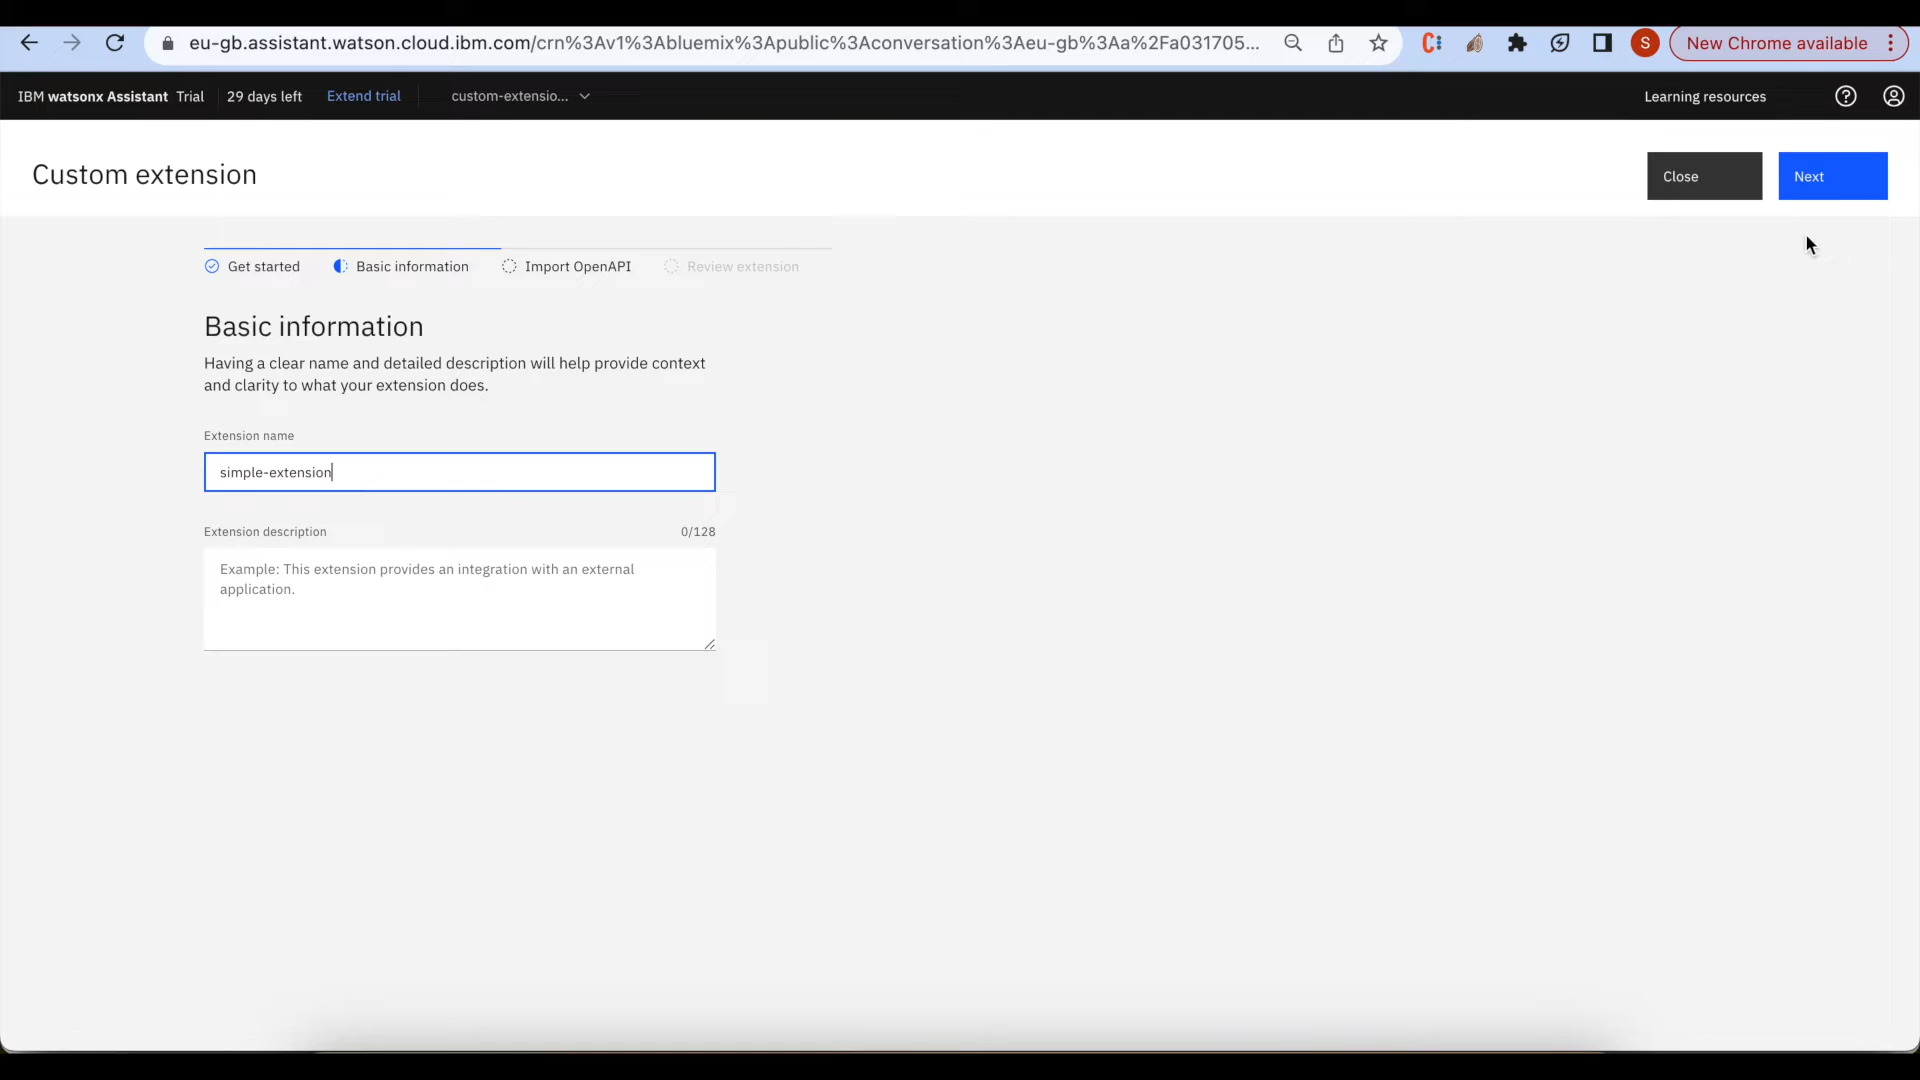 eu-gb.assistant.watson.cloud.ibm.com/crn%3Av1%3Abluemix%3Apublic%3Aconversation%3Aeu-gb%3Aa%2Fa031705...
S
New Chrome available
IBM watsonx Assistant Trial
29 days left
Extend trial
custom-extensio...
Learning resources
Custom extension
Close
Next
Get started
Basic information
Import OpenAPI
Review extension
Basic information
Having a clear name and detailed description will help provide context
and clarity to what your extension does.
Extension name
simple-extension
Extension description
0/128
Example: This extension provides an integration with an external
application.